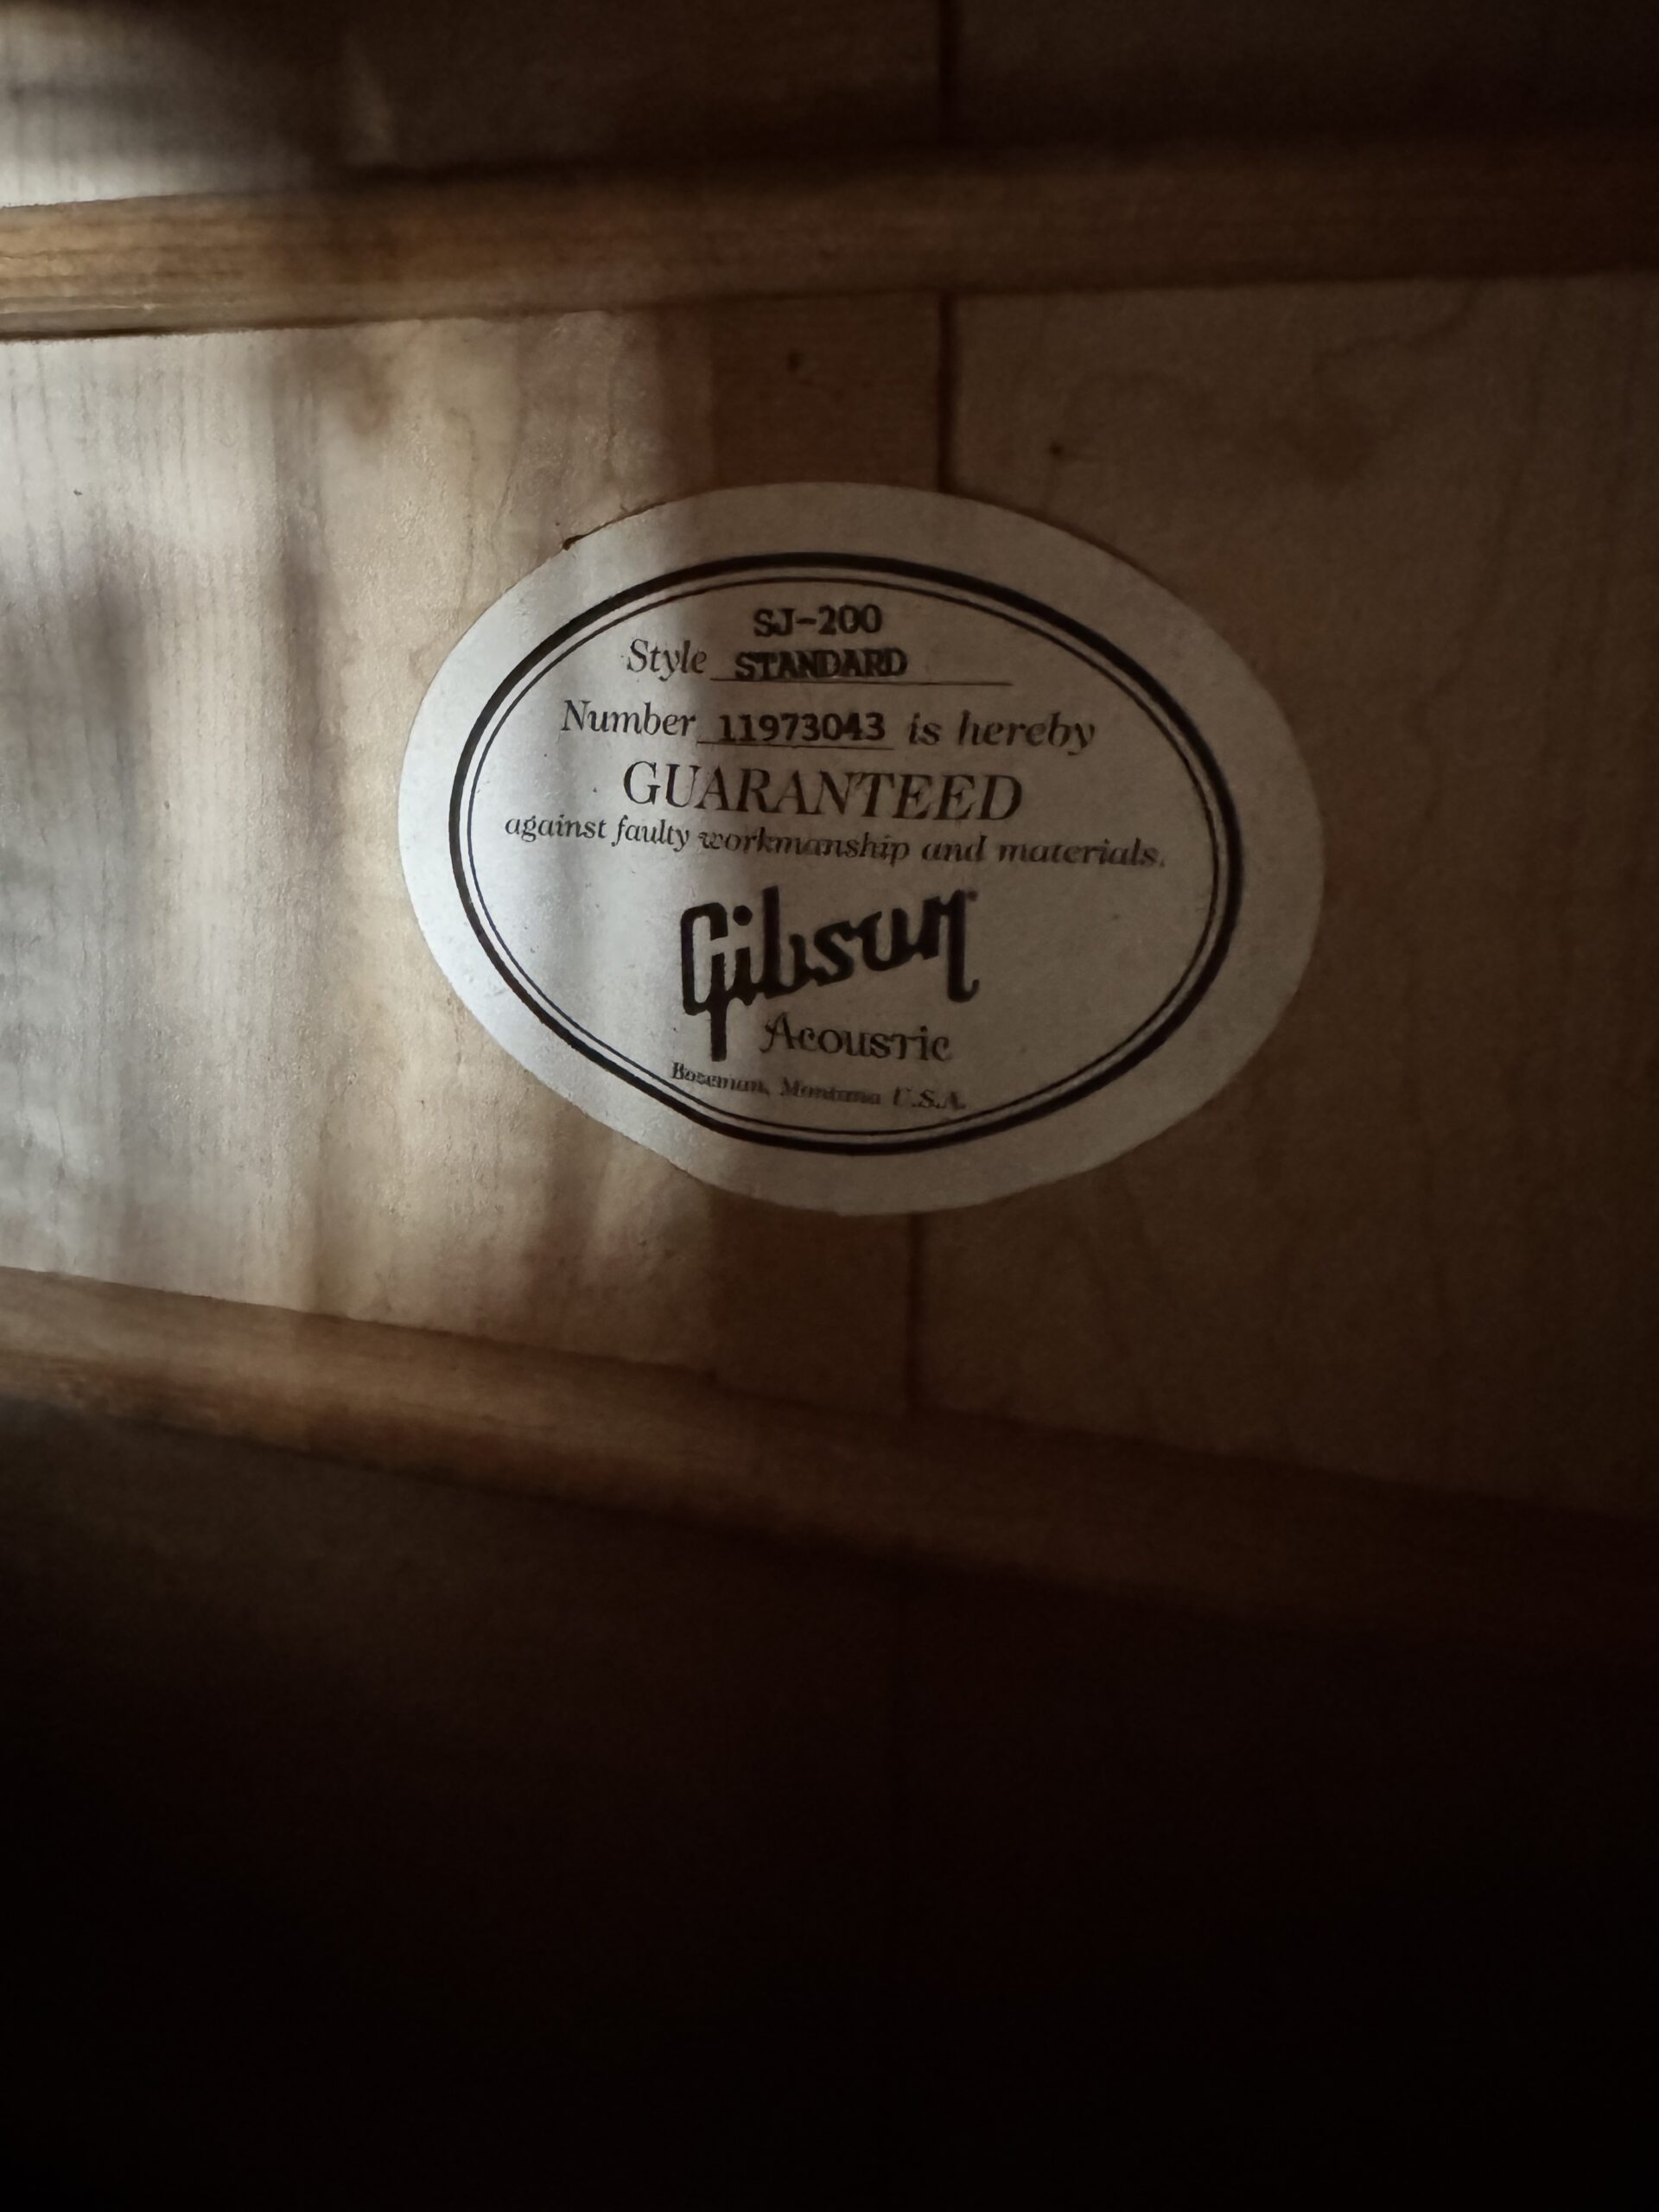 SJ-200
Style STANDARD
Number 11973043 is hereby
GUARANTEED
against faulty workmanship and materials.
Gibson
Acoustic
Bozeman, Montana U.S.A.